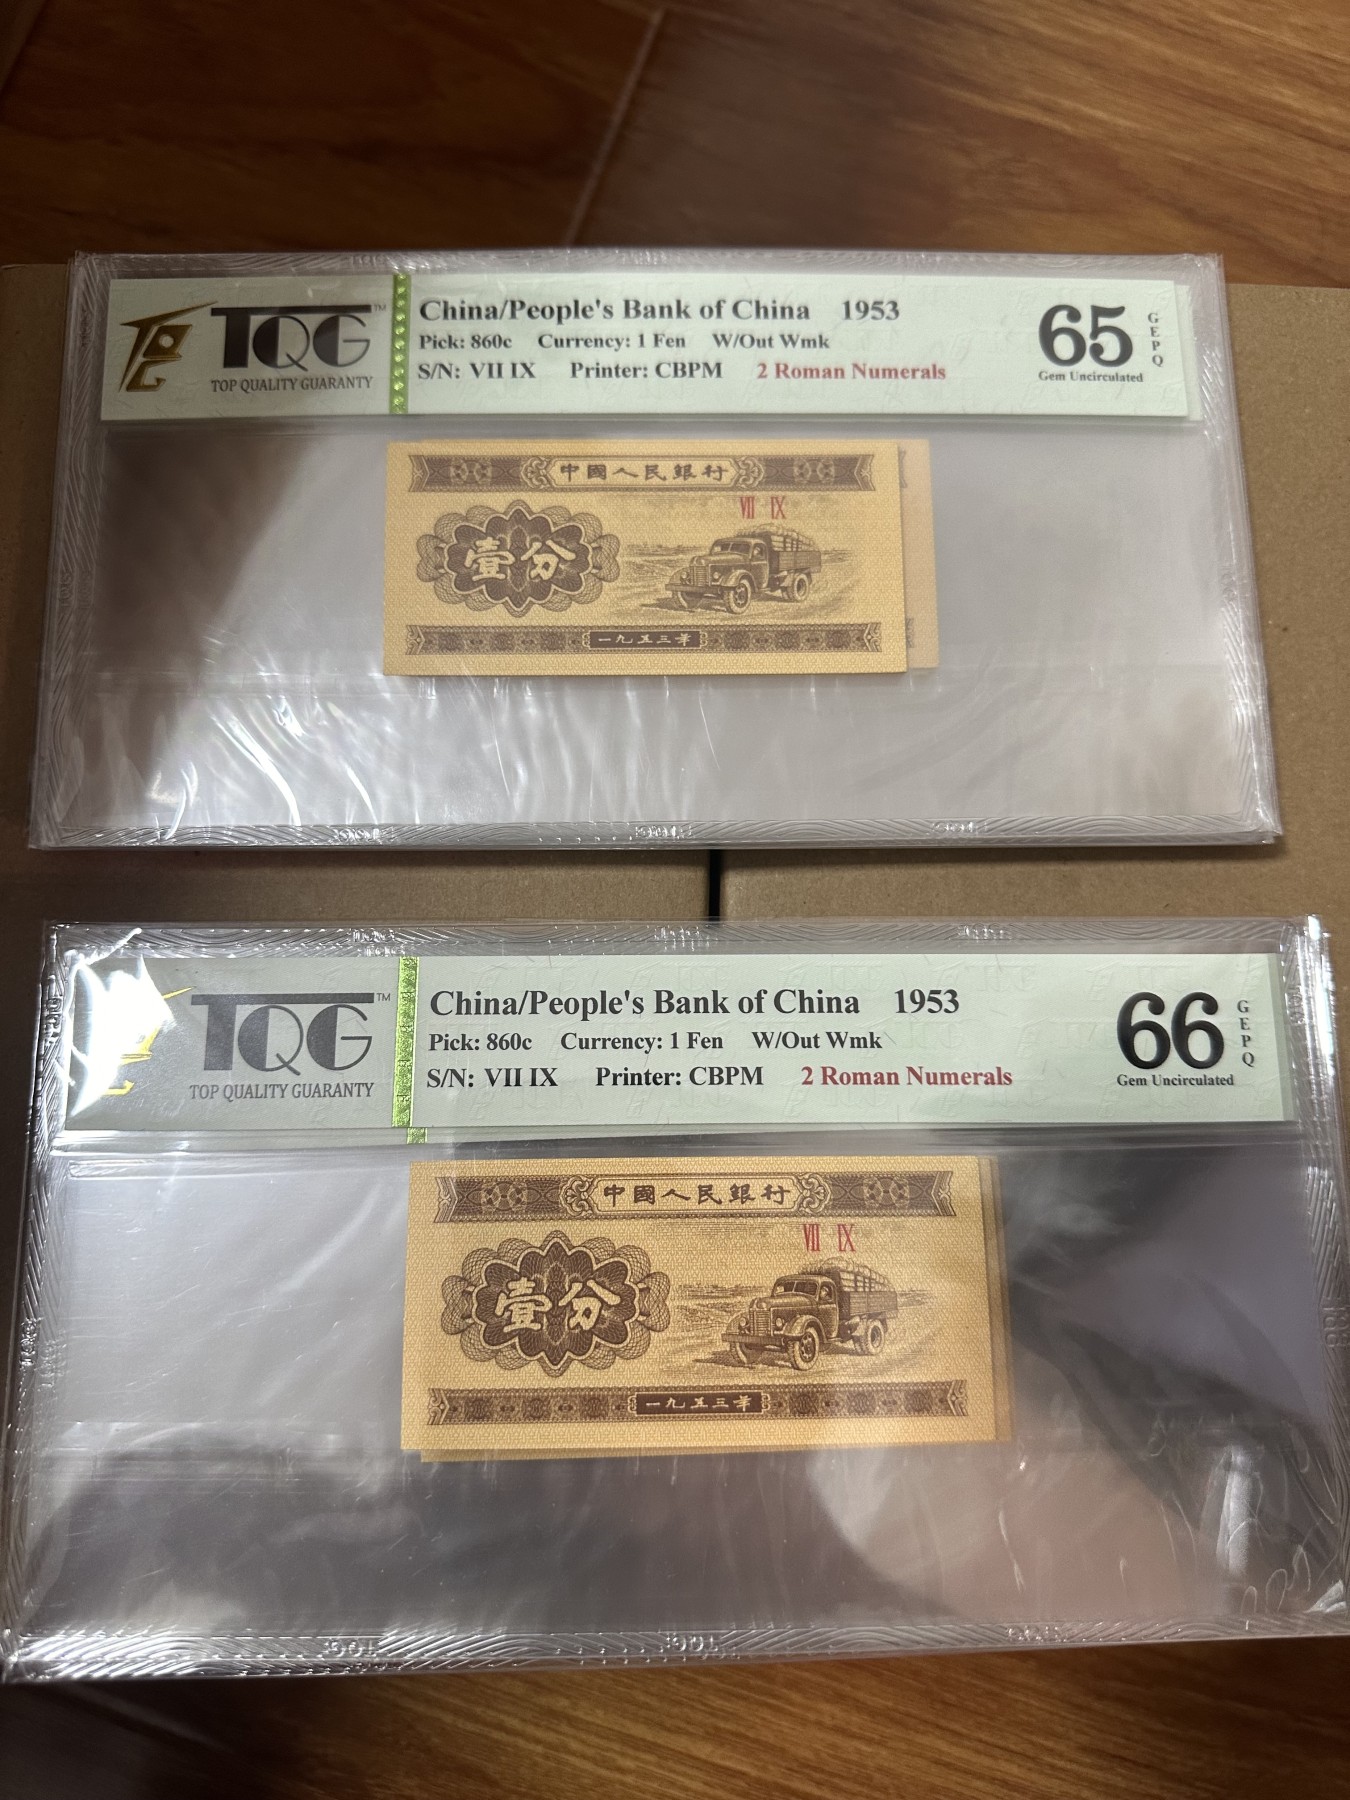 TQG™
TOP QUALITY GUARANTY
China/People's Bank of China 1953
Pick: 860c Currency: 1 Fen W/Out Wmk
S/N: VII IX Printer: CBPM 2 Roman Numerals
65
GEPQ
Gem Uncirculated
中國人民銀行
VII IX
壹分
一九五三年
TQG™
TOP QUALITY GUARANTY
China/People's Bank of China 1953
Pick: 860c Currency: 1 Fen W/Out Wmk
S/N: VII IX Printer: CBPM 2 Roman Numerals
66
GEPQ
Gem Uncirculated
中國人民銀行
VII IX
壹分
一九五三年